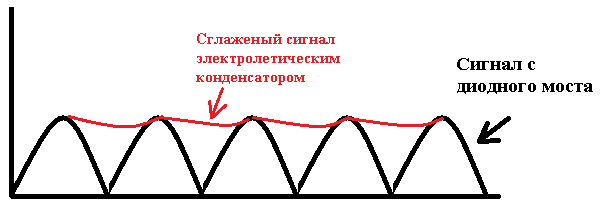 Сглаженый сигнал
электролетическим
конденсатором
Сигнал с
диодного моста